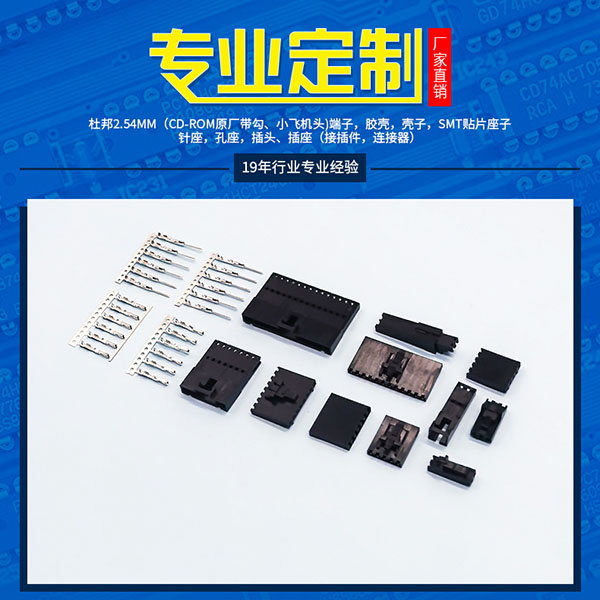 专业定制
厂家直销
杜邦2.54MM（CD-ROM原厂带勾、小飞机头)端子，胶壳，壳子，SMT贴片座子
针座，孔座，插头、插座（接插件，连接器）
19年行业专业经验